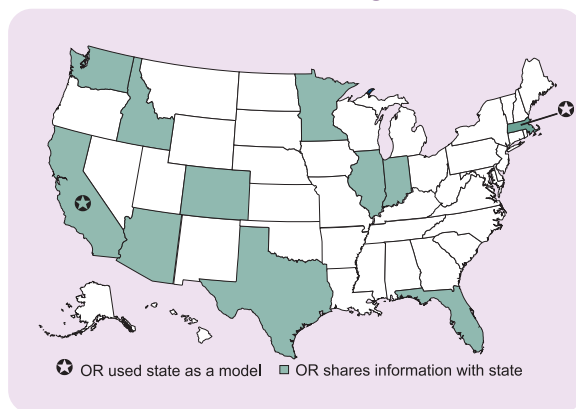 OR used state as a model OR shares information with state